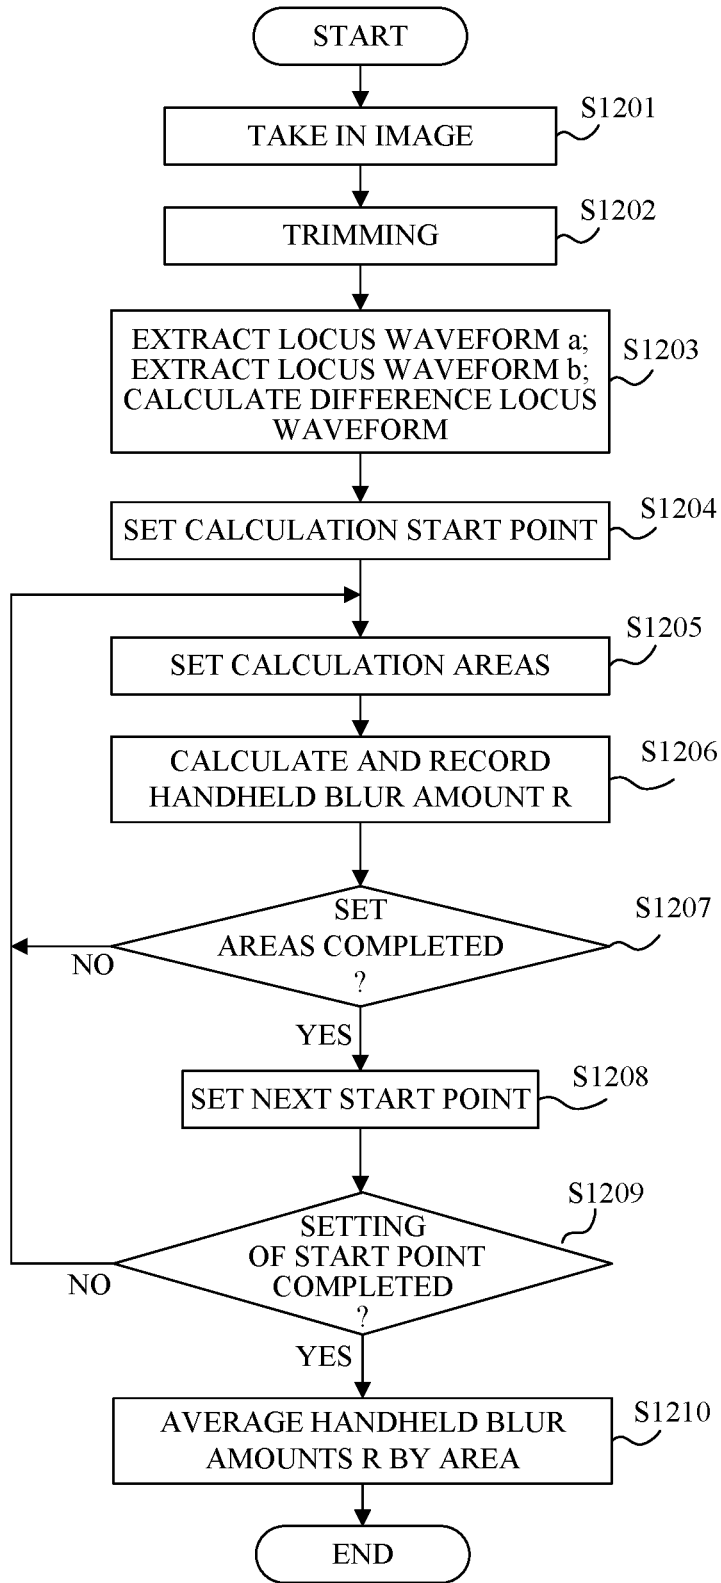 START
S1201
TAKE IN IMAGE
S1202
TRIMMING
S1203
EXTRACT LOCUS WAVEFORM a;
EXTRACT LOCUS WAVEFORM b;
CALCULATE DIFFERENCE LOCUS
WAVEFORM
S1204
SET CALCULATION START POINT
S1205
SET CALCULATION AREAS
S1206
CALCULATE AND RECORD
HANDHELD BLUR AMOUNT R
S1207
SET
AREAS COMPLETED
?
NO
YES
S1208
SET NEXT START POINT
S1209
SETTING
OF START POINT
COMPLETED
?
NO
YES
S1210
AVERAGE HANDHELD BLUR
AMOUNTS R BY AREA
END